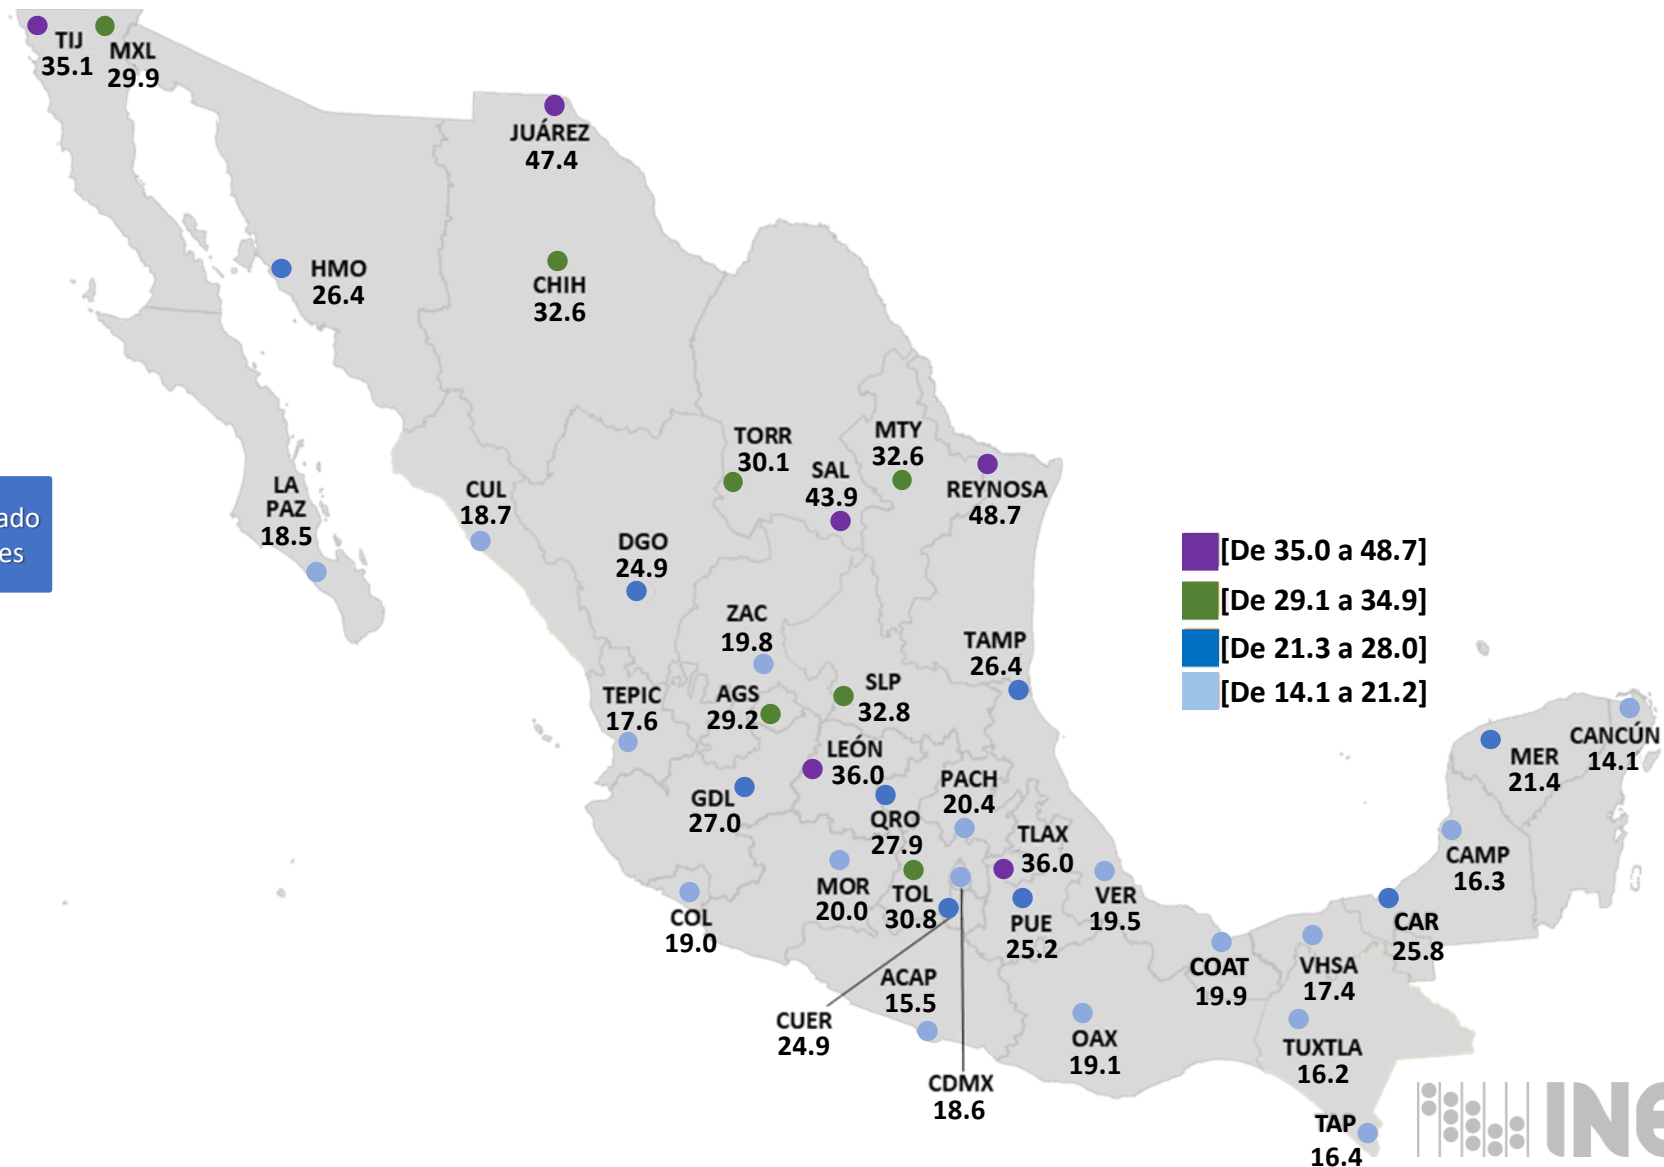 TIJ
35.1
MXL
29.9
JUÁREZ
47.4
HMO
26.4
CHIH
32.6
TORR
30.1
MTY
32.6
SAL
43.9
REYNOSA
48.7
LA
PAZ
18.5
CUL
18.7
DGO
24.9
ZAC
19.8
TAMP
26.4
[De 35.0 a 48.7]
[De 29.1 a 34.9]
[De 21.3 a 28.0]
[De 14.1 a 21.2]
TEPIC
17.6
AGS
29.2
SLP
32.8
LEÓN
36.0
PACH
20.4
GDL
27.0
QRO
27.9
TLAX
36.0
MER
21.4
CANCÚN
14.1
CAMP
16.3
COL
19.0
MOR
20.0
TOL
30.8
PUE
25.2
VER
19.5
CAR
25.8
ACAP
15.5
CUER
24.9
CDMX
18.6
OAX
19.1
COAT
19.9
VHSA
17.4
TUXTLA
16.2
TAP
16.4